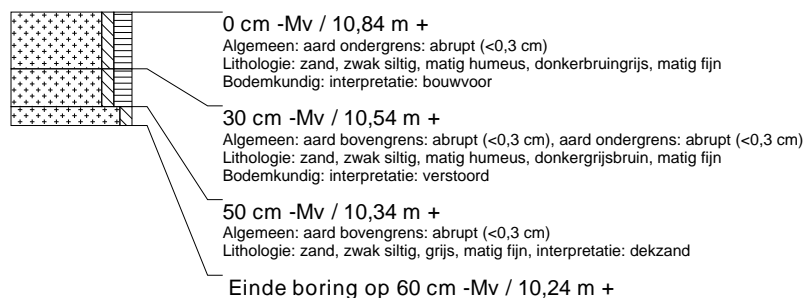 0 cm -Mv / 10,84 m +
Algemeen: aard ondergrens: abrupt (<0,3 cm)
Lithologie: zand, zwak siltig, matig humeus, donkerbruingrijs, matig fijn
Bodemkundig: interpretatie: bouwvoor
30 cm -Mv / 10,54 m +
Algemeen: aard bovengrens: abrupt (<0,3 cm), aard ondergrens: abrupt (<0,3 cm)
Lithologie: zand, zwak siltig, matig humeus, donkergrijsbruin, matig fijn
Bodemkundig: interpretatie: verstoord
50 cm -Mv / 10,34 m +
Algemeen: aard bovengrens: abrupt (<0,3 cm)
Lithologie: zand, zwak siltig, grijs, matig fijn, interpretatie: dekzand
Einde boring op 60 cm -Mv / 10,24 m +